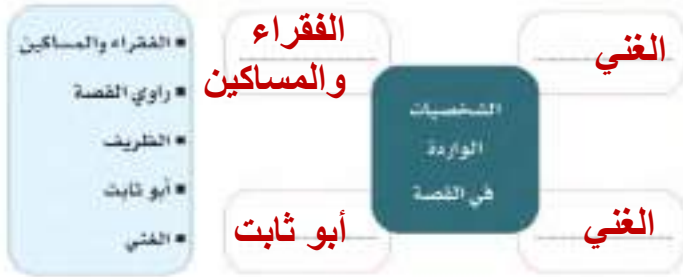 الغني
الفقراء
والمساكين
■ الفقراء والمساكين
■ راوي القصة
■ الظريف
■ أبو ثابت
■ الغني
الشخصيات
الواردة
في القصة
الغني
أبو ثابت